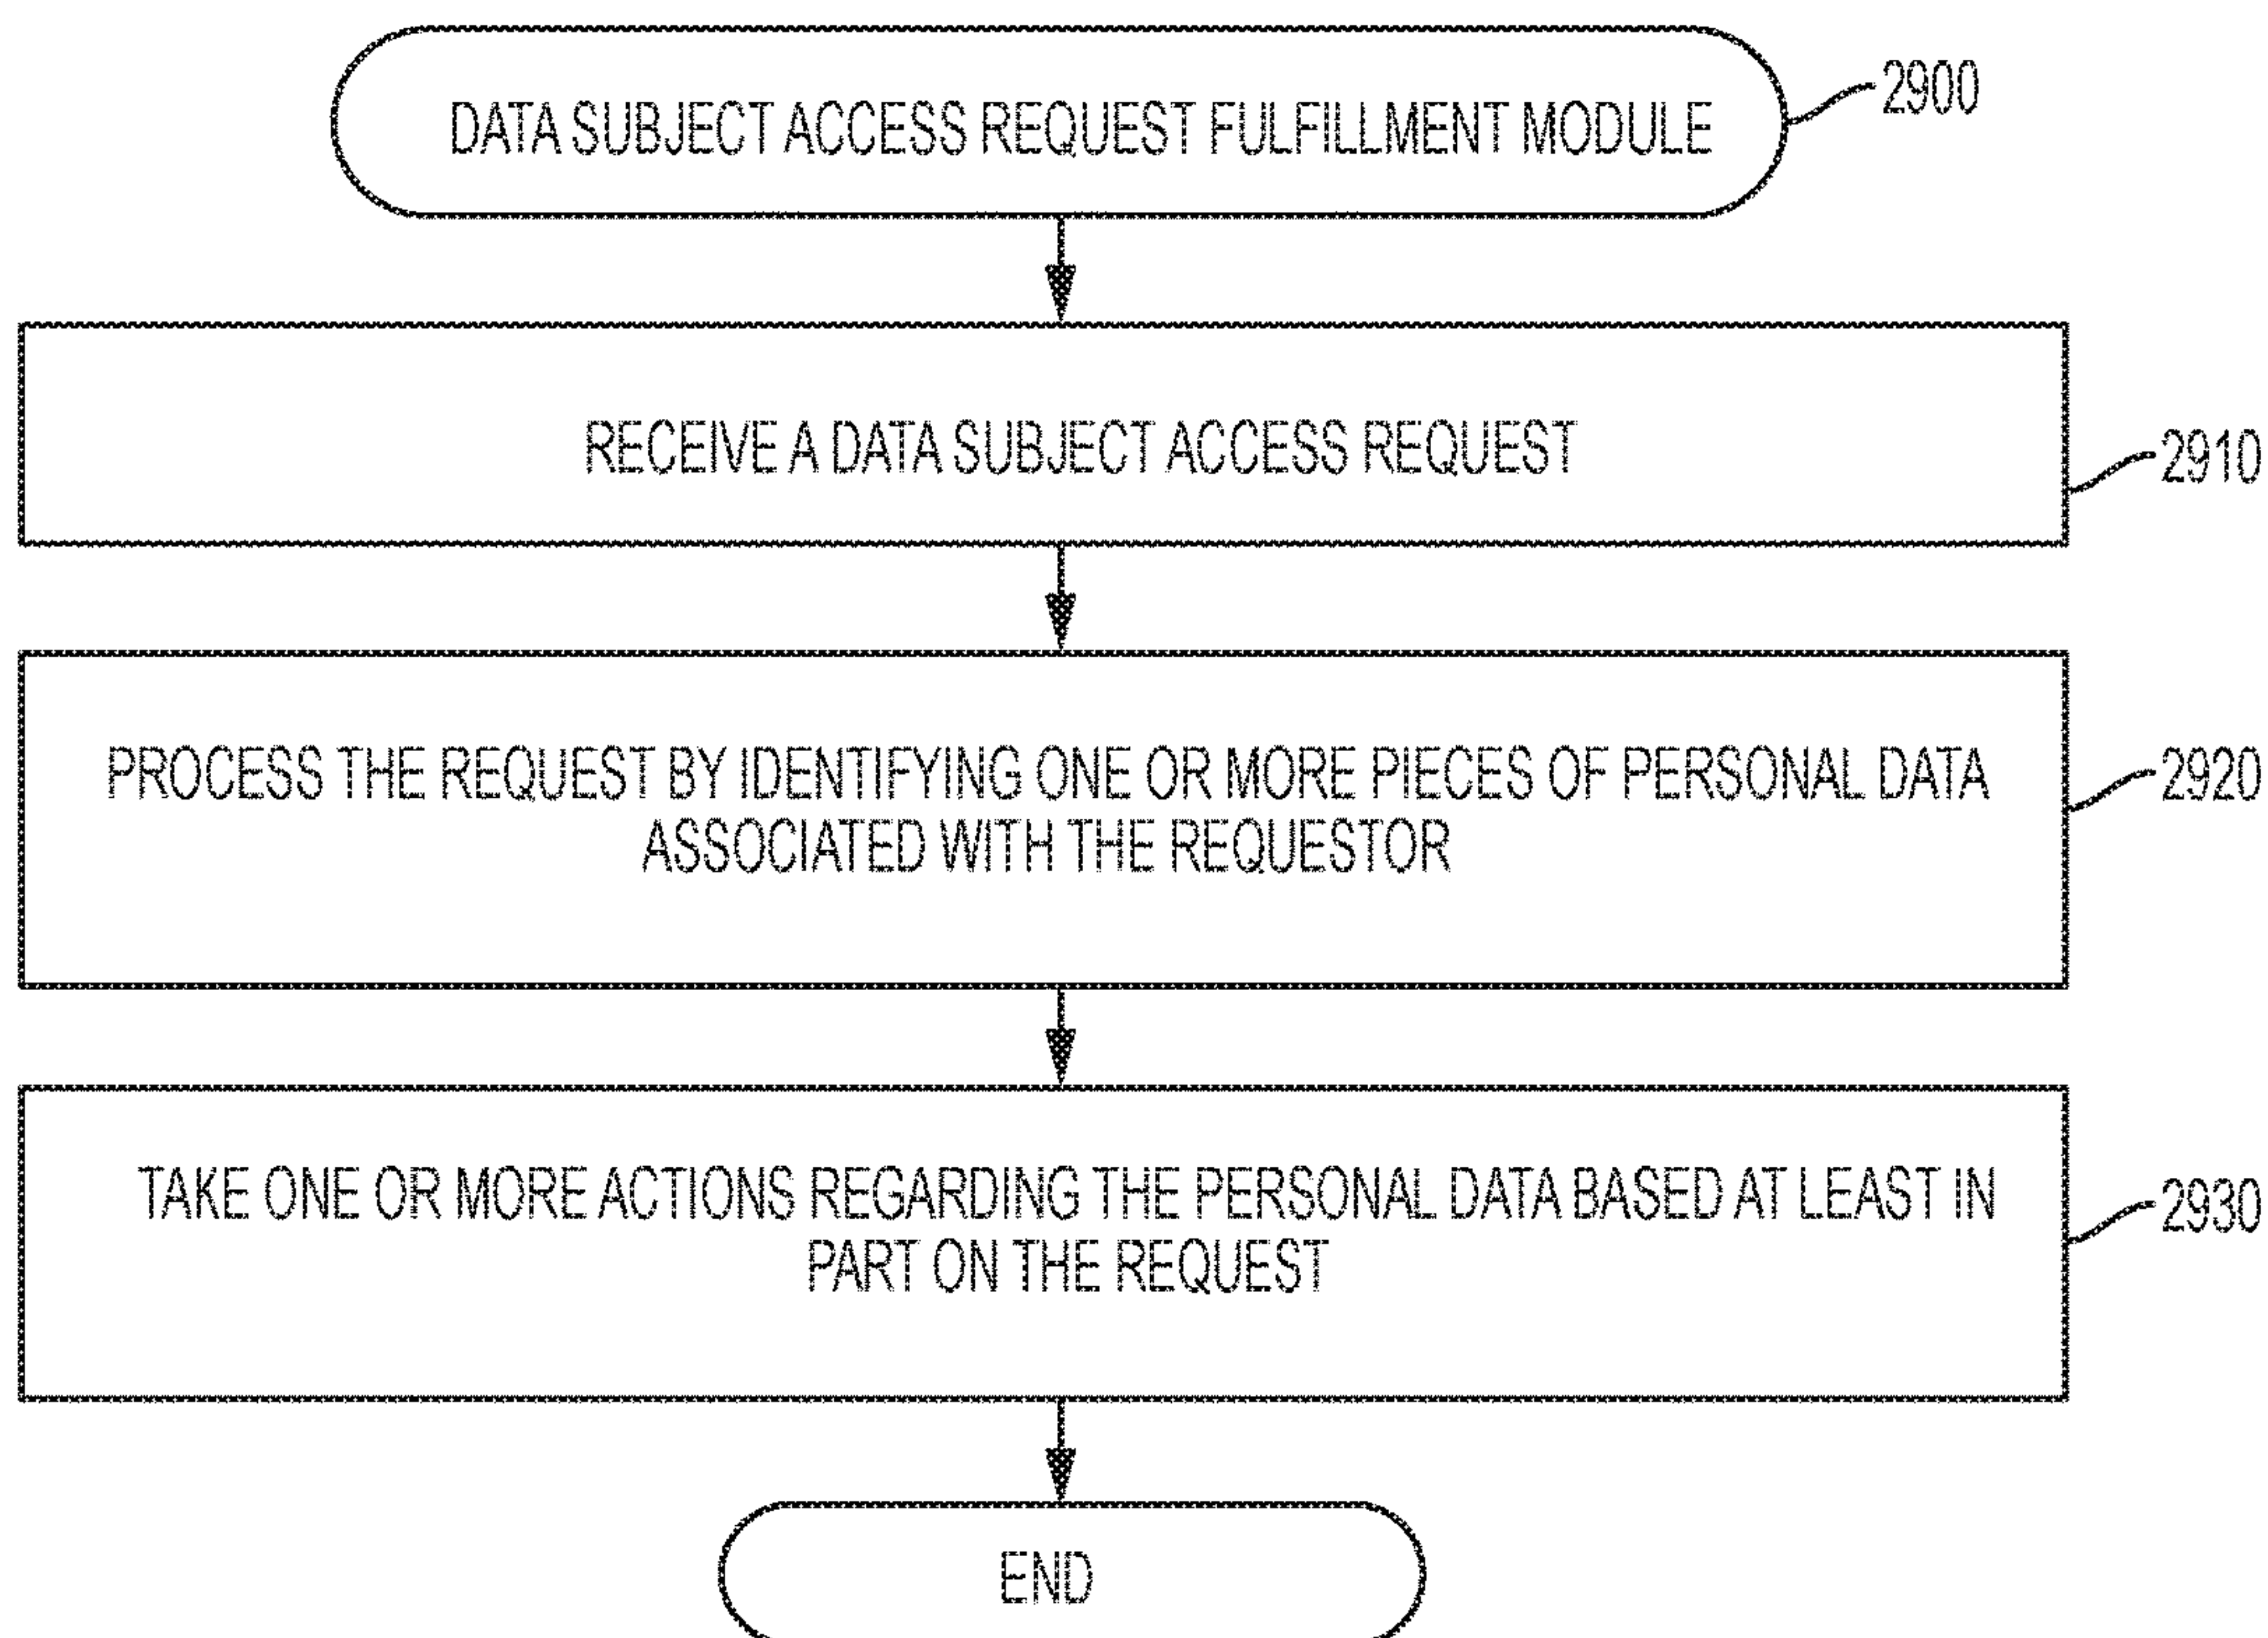 DATA SUBJECT ACCESS REQUEST FULFILLMENT MODULE
2900
RECEIVE A DATA SUBJECT ACCESS REQUEST
2910
PROCESS THE REQUEST BY IDENTIFYING ONE OR MORE PIECES OF PERSONAL DATA
ASSOCIATED WITH THE REQUESTOR
2920
TAKE ONE OR MORE ACTIONS REGARDING THE PERSONAL DATA BASED AT LEAST IN
PART ON THE REQUEST
2930
END